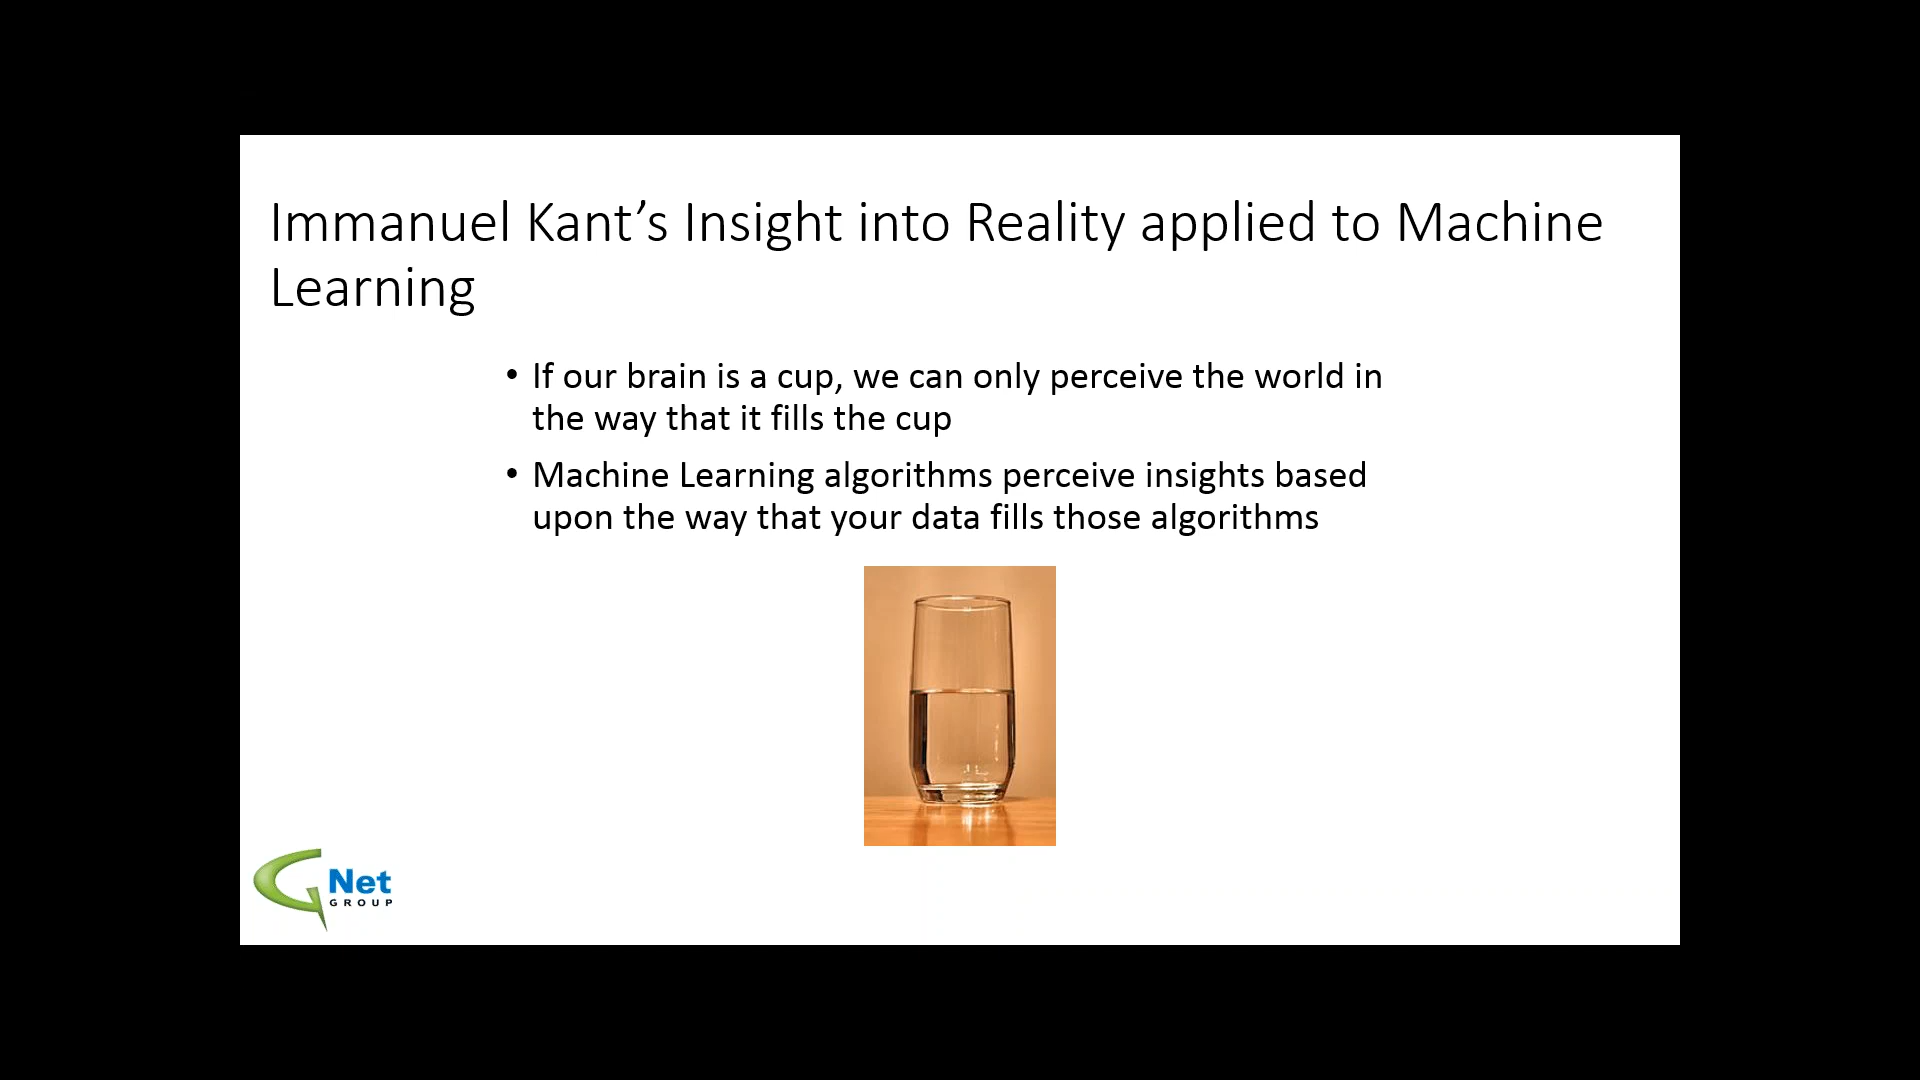 Immanuel Kant’s Insight into Reality applied to Machine
Learning
• If our brain is a cup, we can only perceive the world in
the way that it fills the cup
• Machine Learning algorithms perceive insights based
upon the way that your data fills those algorithms
Net
GROUP